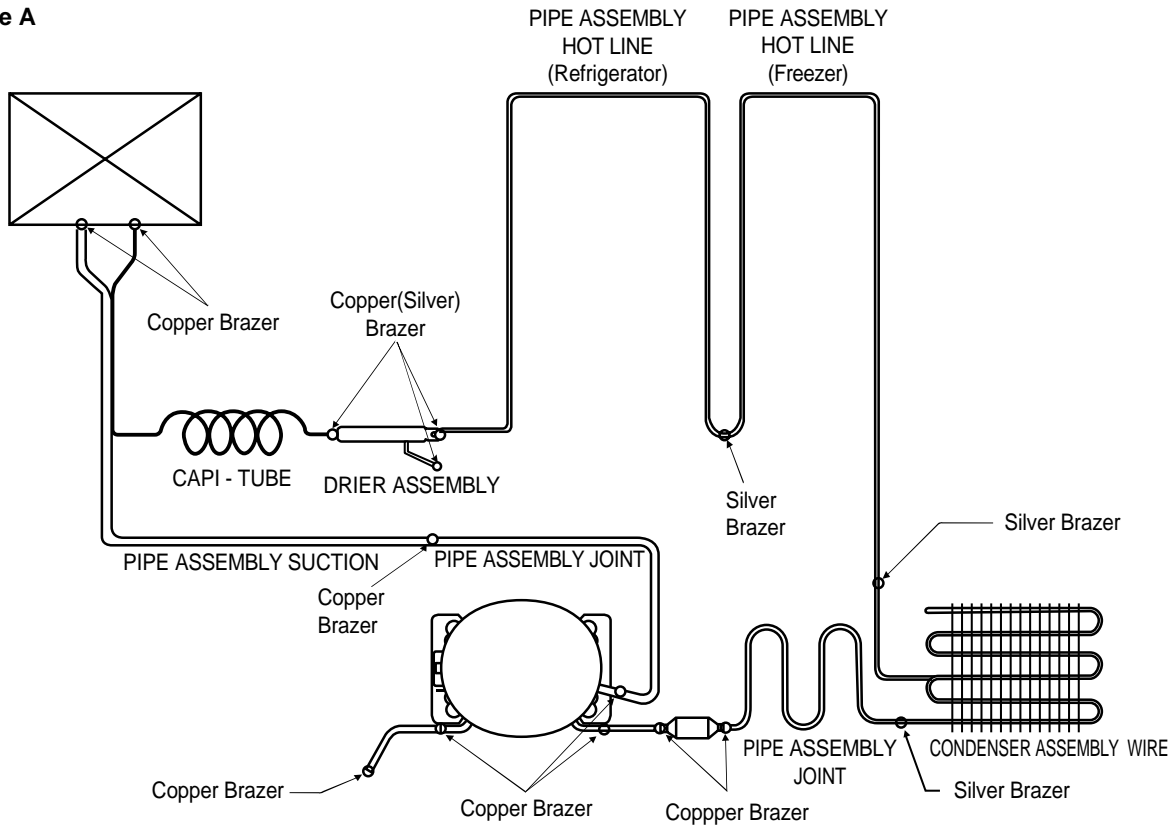 e A
PIPE ASSEMBLY
HOT LINE
(Refrigerator)
PIPE ASSEMBLY
HOT LINE
(Freezer)
Copper Brazer
Copper(Silver)
Brazer
CAPI - TUBE
DRIER ASSEMBLY
Silver
Brazer
Silver Brazer
PIPE ASSEMBLY SUCTION
PIPE ASSEMBLY JOINT
Copper
Brazer
PIPE ASSEMBLY
JOINT
CONDENSER ASSEMBLY WIRE
Copper Brazer
Copper Brazer
Coppper Brazer
Silver Brazer